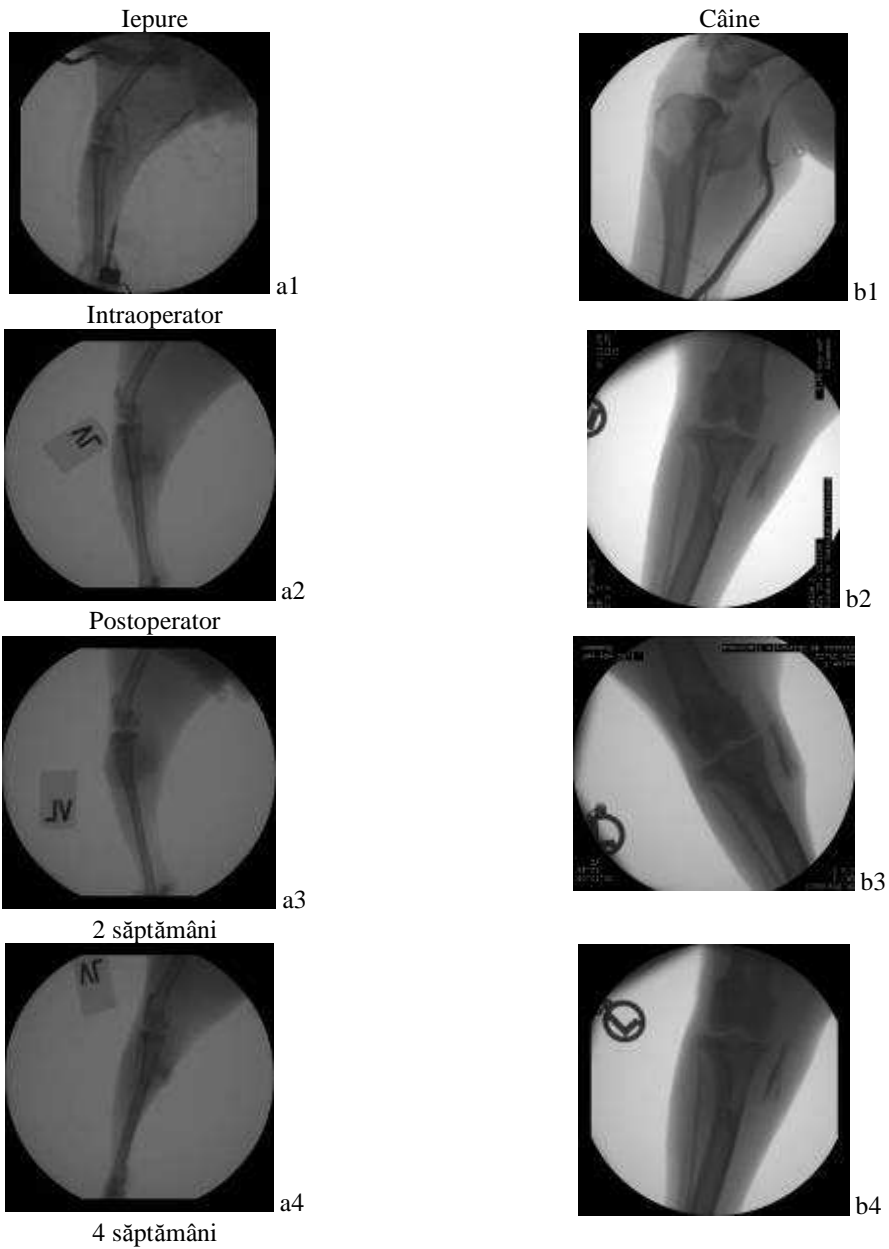 Iepure
Câine
a1
b1
Intraoperator
a2
b2
Postoperator
a3
b3
2 săptămâni
a4
b4
4 săptămâni